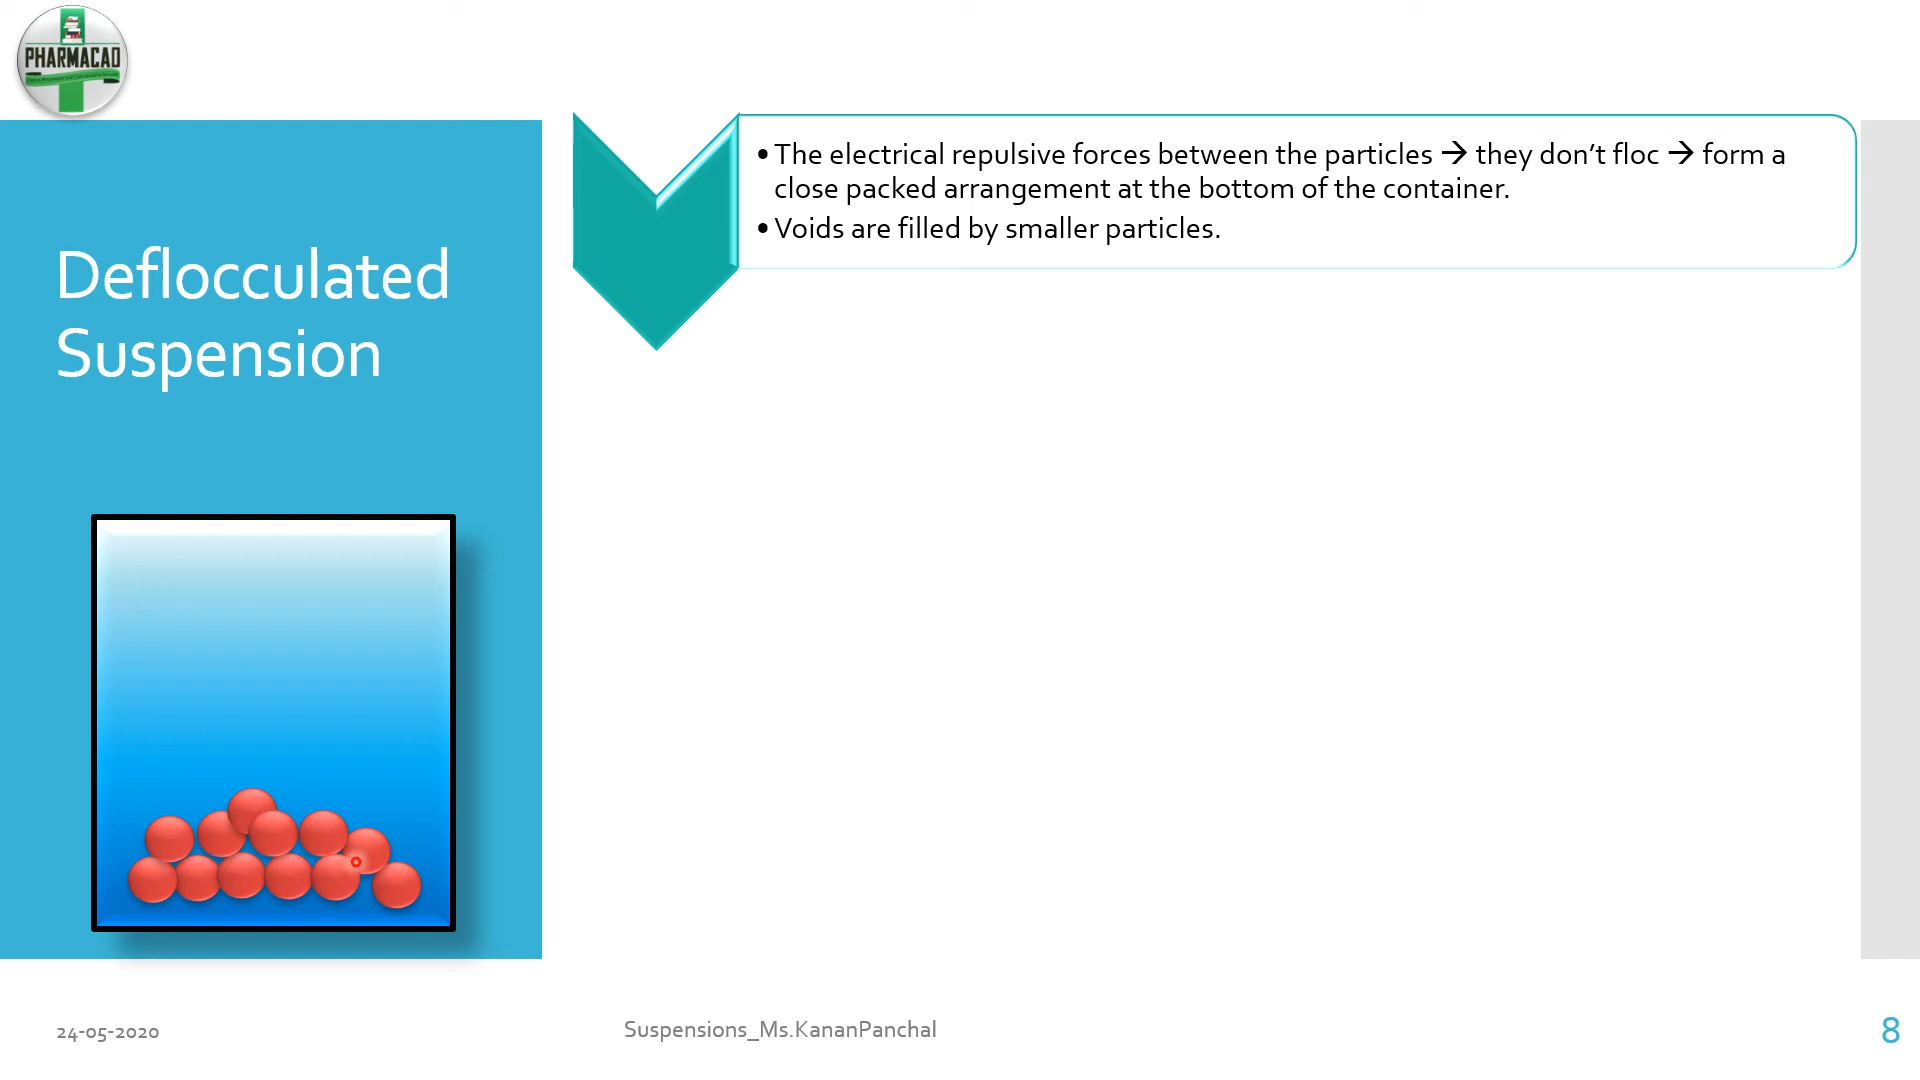 PHARMACAD
Deflocculated
Suspension
•The electrical repulsive forces between the particles → they don’t floc → form a
close packed arrangement at the bottom of the container.
•Voids are filled by smaller particles.
24-05-2020
Suspensions_Ms.KananPanchal
8